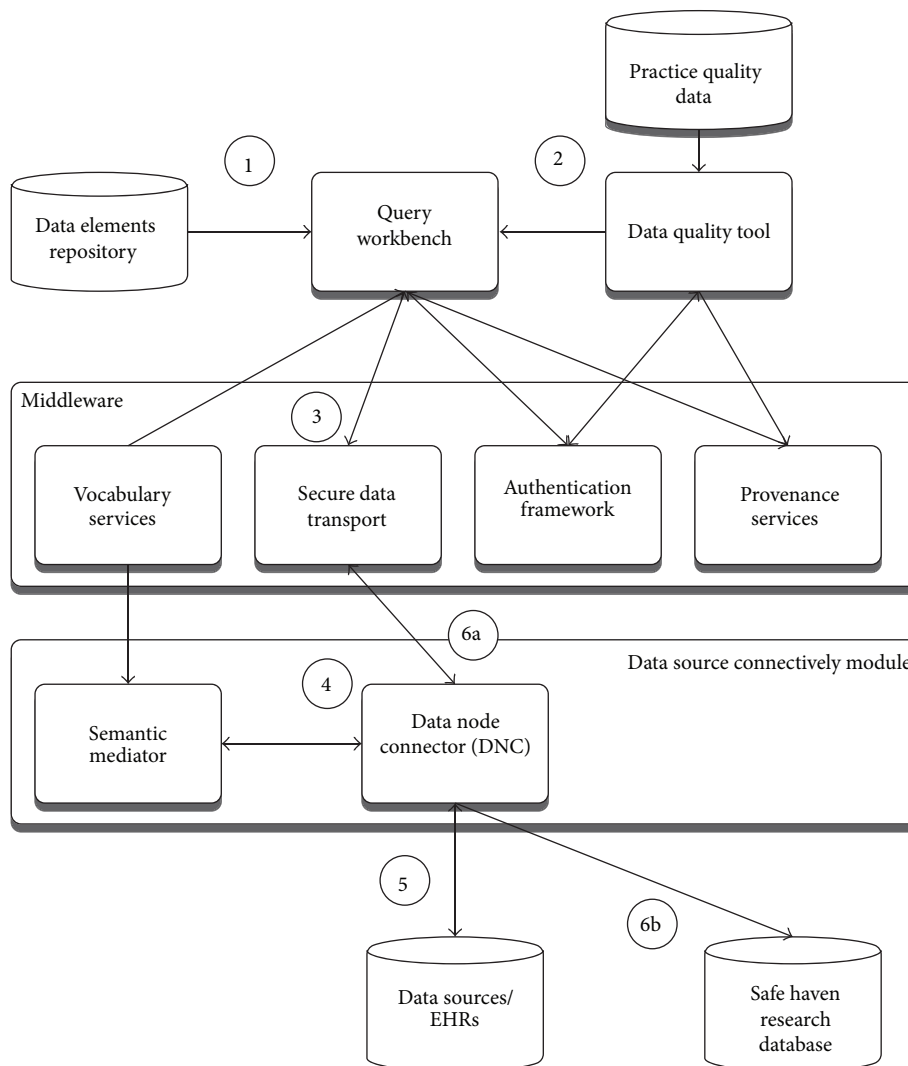 Practice quality
data
1
2
Data elements
repository
Query
workbench
Data quality tool
Middleware
3
Vocabulary
services
Secure data
transport
Authentication
framework
Provenance
services
6a
Data source connectively module
4
Semantic
mediator
Data node
connector (DNC)
5
6b
Data sources/
EHRs
Safe haven
research
database